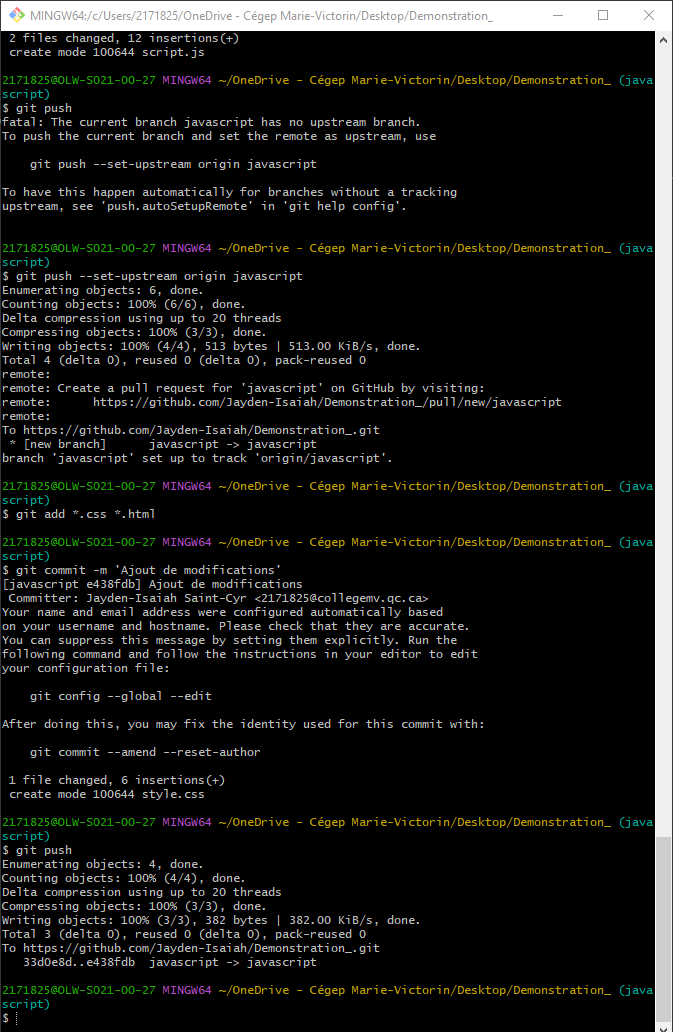 MINGW64:/c/Users/2171825/OneDrive - Cégep Marie-Victorin/Desktop/Demonstration_
 2 files changed, 12 insertions(+)
 create mode 100644 script.js
2171825@OLW-S021-00-27 MINGW64 ~/OneDrive - Cégep Marie-Victorin/Desktop/Demonstration_ (java
script)
$ git push
fatal: The current branch javascript has no upstream branch.
To push the current branch and set the remote as upstream, use
    git push --set-upstream origin javascript
To have this happen automatically for branches without a tracking
upstream, see 'push.autoSetupRemote' in 'git help config'.
2171825@OLW-S021-00-27 MINGW64 ~/OneDrive - Cégep Marie-Victorin/Desktop/Demonstration_ (java
script)
$ git push --set-upstream origin javascript
Enumerating objects: 6, done.
Counting objects: 100% (6/6), done.
Delta compression using up to 20 threads
Compressing objects: 100% (3/3), done.
Writing objects: 100% (4/4), 513 bytes | 513.00 KiB/s, done.
Total 4 (delta 0), reused 0 (delta 0), pack-reused 0
remote:
remote: Create a pull request for 'javascript' on GitHub by visiting:
remote:      https://github.com/Jayden-Isaiah/Demonstration_/pull/new/javascript
remote:
To https://github.com/Jayden-Isaiah/Demonstration_.git
 * [new branch]      javascript -> javascript
branch 'javascript' set up to track 'origin/javascript'.
2171825@OLW-S021-00-27 MINGW64 ~/OneDrive - Cégep Marie-Victorin/Desktop/Demonstration_ (java
script)
$ git add *.css *.html
2171825@OLW-S021-00-27 MINGW64 ~/OneDrive - Cégep Marie-Victorin/Desktop/Demonstration_ (java
script)
$ git commit -m 'Ajout de modifications'
[javascript e438fdb] Ajout de modifications
 Committer: Jayden-Isaiah Saint-Cyr <2171825@collegemv.qc.ca>
Your name and email address were configured automatically based
on your username and hostname. Please check that they are accurate.
You can suppress this message by setting them explicitly. Run the
following command and follow the instructions in your editor to edit
your configuration file:
    git config --global --edit
After doing this, you may fix the identity used for this commit with:
    git commit --amend --reset-author
 1 file changed, 6 insertions(+)
 create mode 100644 style.css
2171825@OLW-S021-00-27 MINGW64 ~/OneDrive - Cégep Marie-Victorin/Desktop/Demonstration_ (java
script)
$ git push
Enumerating objects: 4, done.
Counting objects: 100% (4/4), done.
Delta compression using up to 20 threads
Compressing objects: 100% (3/3), done.
Writing objects: 100% (3/3), 382 bytes | 382.00 KiB/s, done.
Total 3 (delta 0), reused 0 (delta 0), pack-reused 0
To https://github.com/Jayden-Isaiah/Demonstration_.git
   33d0e8d..e438fdb  javascript -> javascript
2171825@OLW-S021-00-27 MINGW64 ~/OneDrive - Cégep Marie-Victorin/Desktop/Demonstration_ (java
script)
$